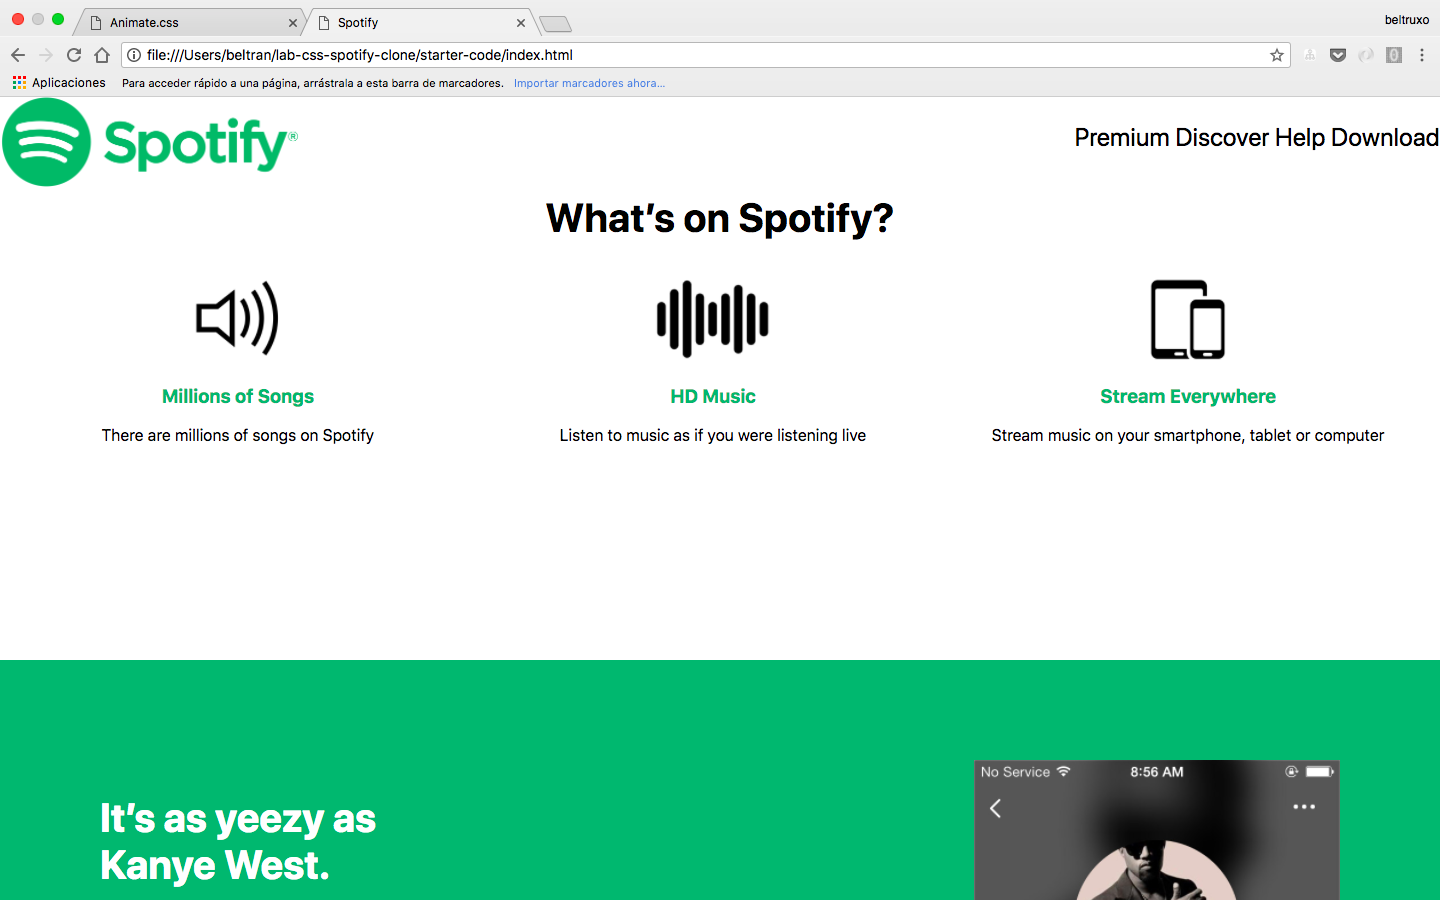 Animate.css
Spotify
beltruxo
file:///Users/beltran/lab-css-spotify-clone/starter-code/index.html
Aplicaciones Para acceder rápido a una página, arrástrala a esta barra de marcadores. Importar marcadores ahora...
Spotify®
Premium Discover Help Download
What's on Spotify?
Millions of Songs
There are millions of songs on Spotify
HD Music
Listen to music as if you were listening live
Stream Everywhere
Stream music on your smartphone, tablet or computer
It's as yeezy as
Kanye West.
No Service 8:56 AM